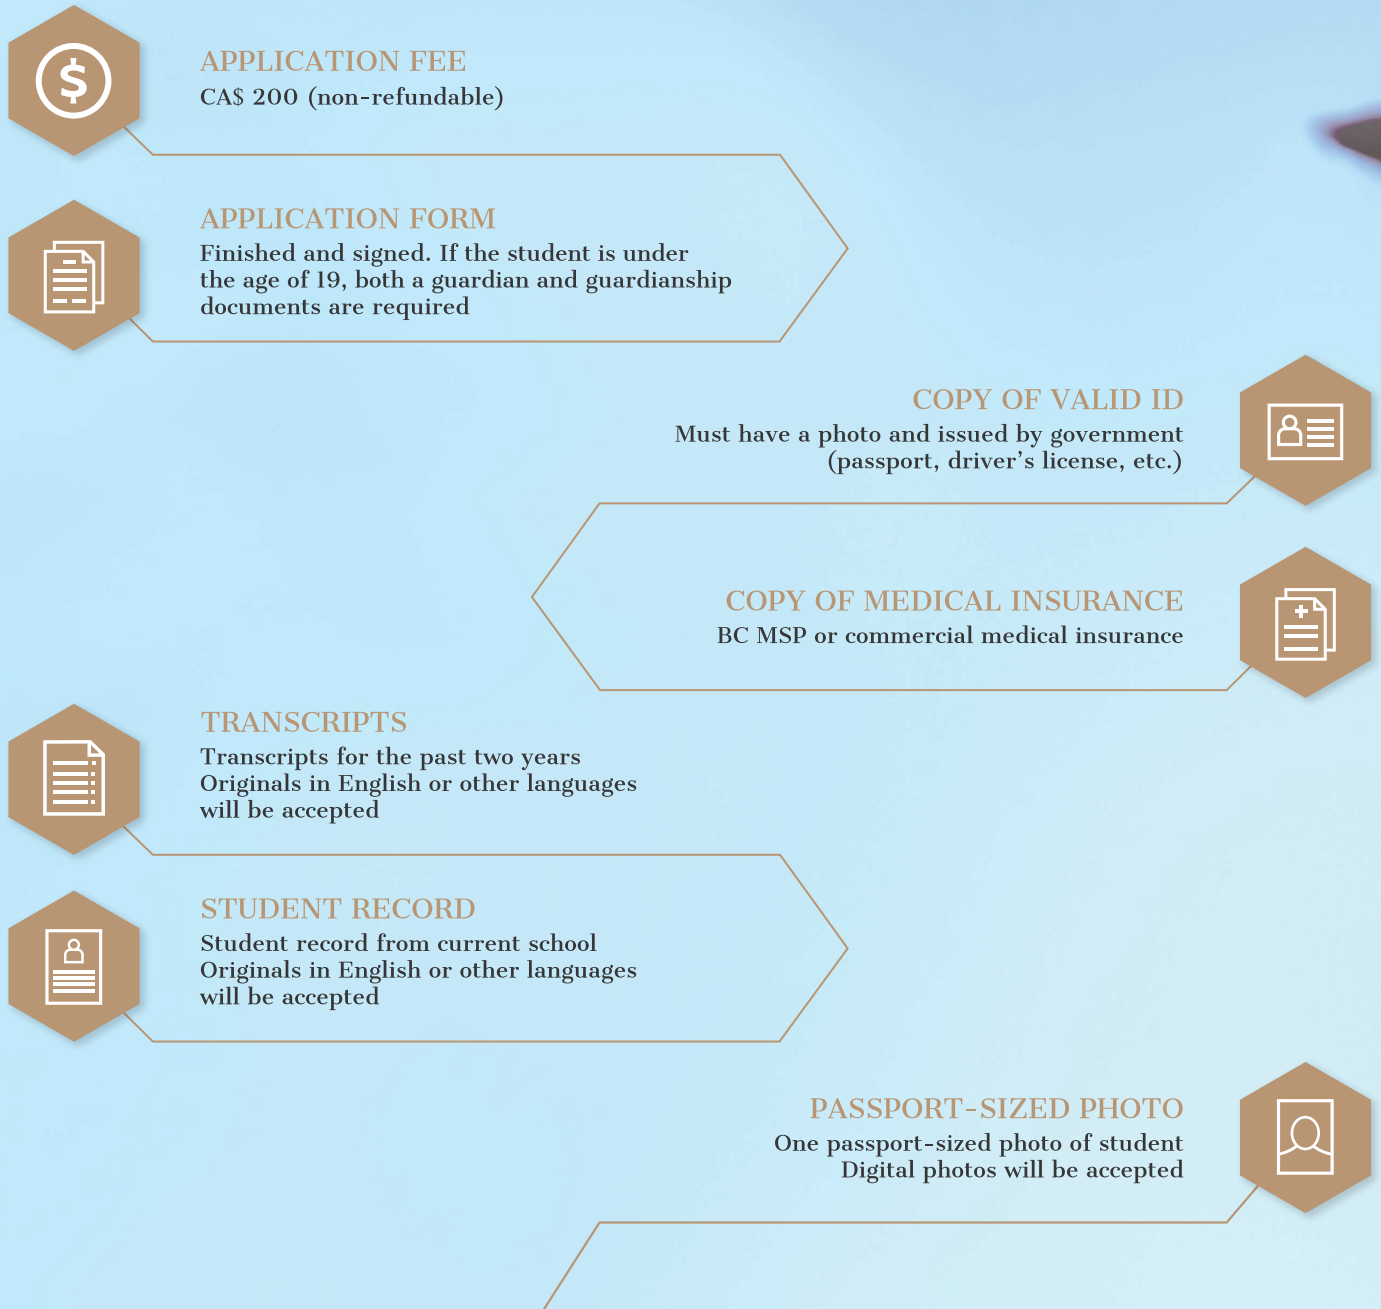 APPLICATION FEE
CA$ 200 (non-refundable)
APPLICATION FORM
Finished and signed. If the student is under
the age of 19, both a guardian and guardianship
documents are required
COPY OF VALID ID
Must have a photo and issued by government
(passport, driver’s license, etc.)
COPY OF MEDICAL INSURANCE
BC MSP or commercial medical insurance
TRANSCRIPTS
Transcripts for the past two years
Originals in English or other languages
will be accepted
STUDENT RECORD
Student record from current school
Originals in English or other languages
will be accepted
PASSPORT-SIZED PHOTO
One passport-sized photo of student
Digital photos will be accepted